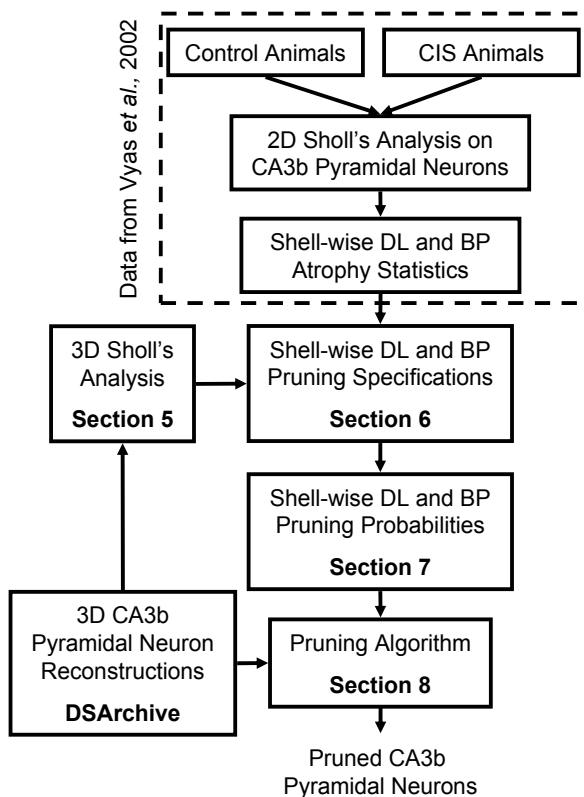 Data from Vyas et al., 2002
Control Animals
CIS Animals
2D Sholl's Analysis on
CA3b Pyramidal Neurons
Shell-wise DL and BP
Atrophy Statistics
3D Sholl's
Analysis
Section 5
Shell-wise DL and BP
Pruning Specifications
Section 6
Shell-wise DL and BP
Pruning Probabilities
Section 7
3D CA3b
Pyramidal Neuron
Reconstructions
DSArchive
Pruning Algorithm
Section 8
Pruned CA3b
Pyramidal Neurons